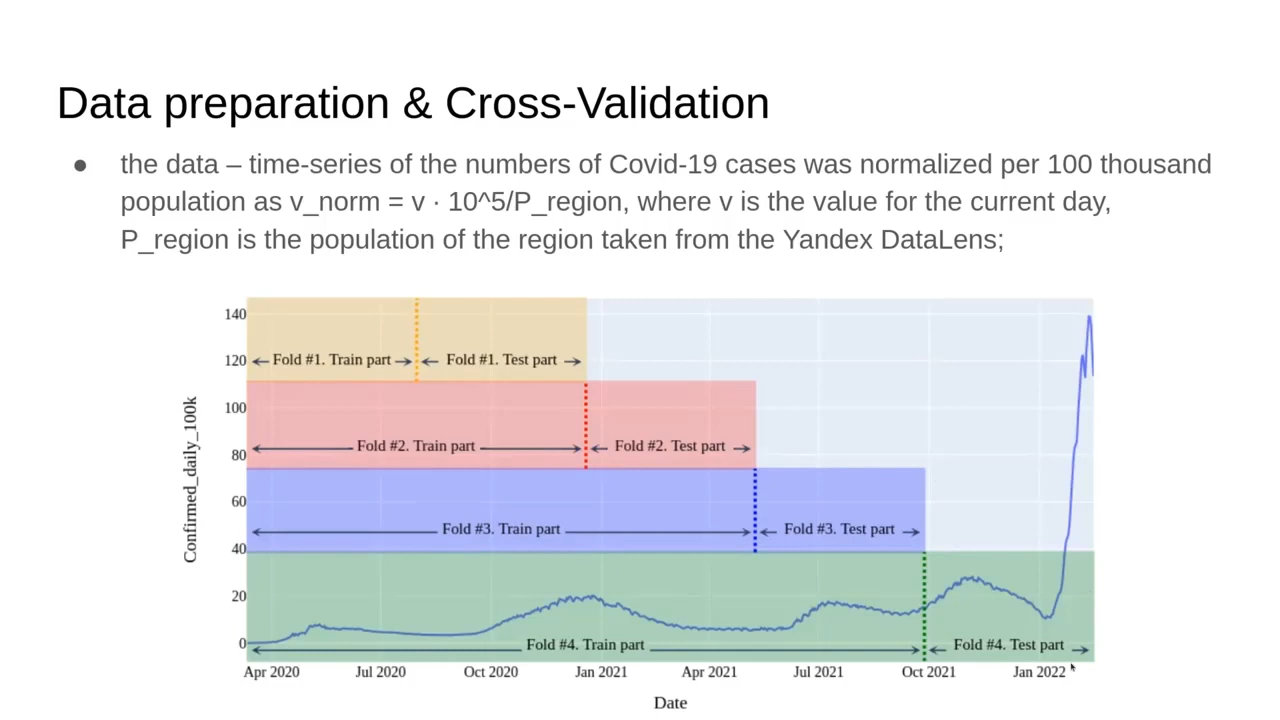 Data preparation & Cross-Validation
● the data – time-series of the numbers of Covid-19 cases was normalized per 100 thousand
population as v_norm = v · 10^5/P_region, where v is the value for the current day,
P_region is the population of the region taken from the Yandex DataLens;
140
120
100
80
60
40
20
0
Confirmed_daily_100k
Fold #1. Train part
Fold #1. Test part
Fold #2. Train part
Fold #2. Test part
Fold #3. Train part
Fold #3. Test part
Fold #4. Train part
Fold #4. Test part
Apr 2020
Jul 2020
Oct 2020
Jan 2021
Apr 2021
Jul 2021
Oct 2021
Jan 2022
Date